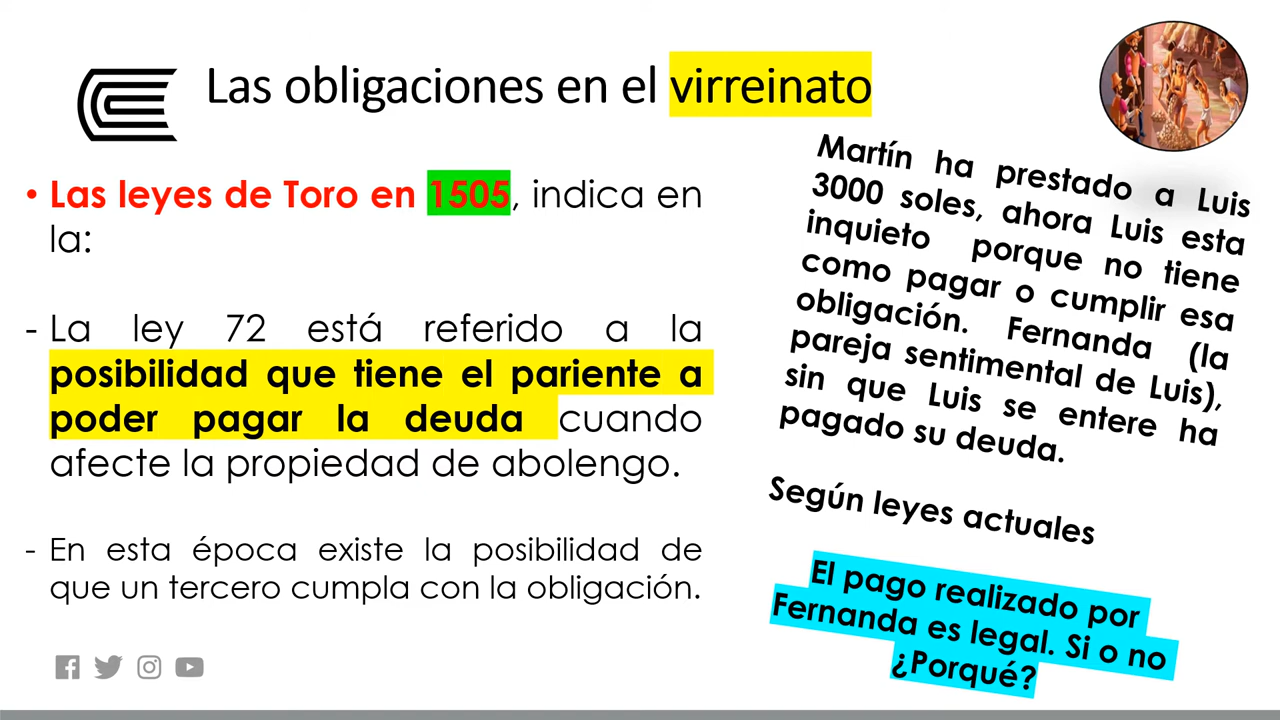 Las obligaciones en el virreinato
• Las leyes de Toro en 1505, indica en
la:
- La ley 72 está referido a la
posibilidad que tiene el pariente a
poder pagar la deuda cuando
afecte la propiedad de abolengo.
- En esta época existe la posibilidad de
que un tercero cumpla con la obligación.
Martín ha prestado a Luis
3000 soles, ahora Luis esta
inquieto porque no tiene
como pagar o cumplir esa
obligación. Fernanda (la
pareja sentimental de Luis),
sin que Luis se entere ha
pagado su deuda.
Según leyes actuales
El pago realizado por
Fernanda es legal. Si o no
¿Porqué?